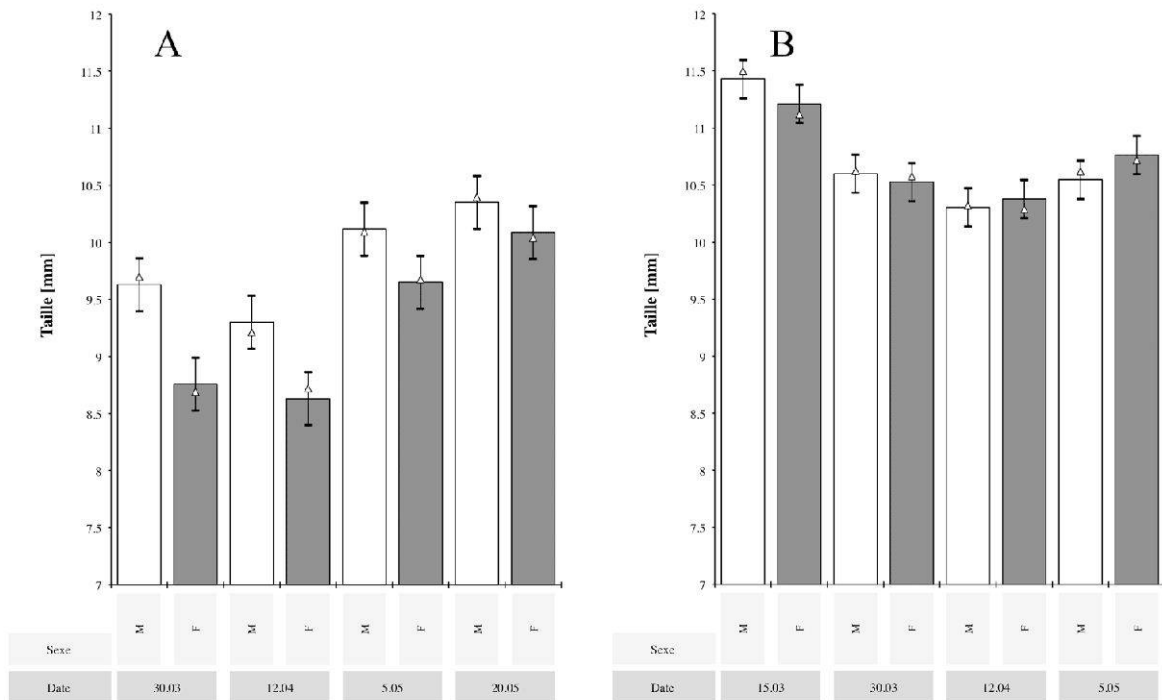 A
12
11.5
11
10.5
10
9.5
9
8.5
8
7.5
7
Taille [mm]
M F M F M F M F
Sexe
Date 30.03 12.04 5.05 20.05
B
12
11.5
11
10.5
10
9.5
9
8.5
8
7.5
7
Taille [mm]
M F M F M F M F
Sexe
Date 15.03 30.03 12.04 5.05